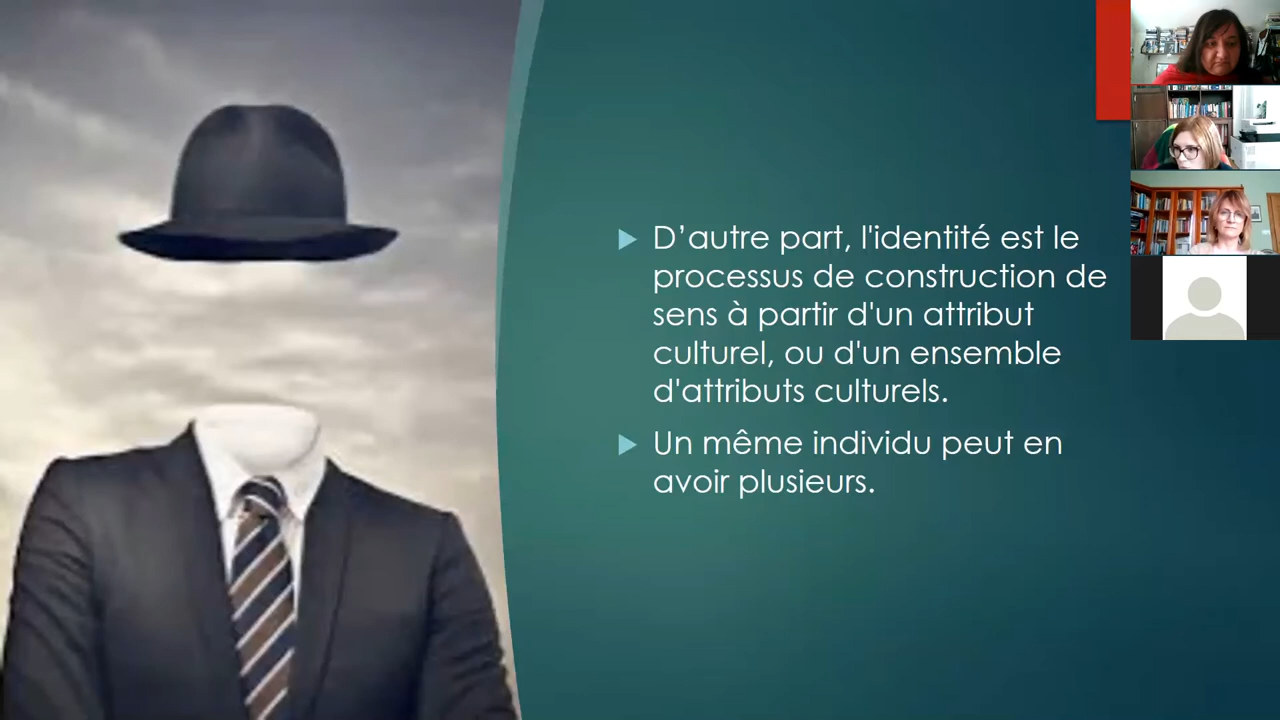 D’autre part, l'identité est le
processus de construction de
sens à partir d'un attribut
culturel, ou d'un ensemble
d'attributs culturels.
Un même individu peut en
avoir plusieurs.